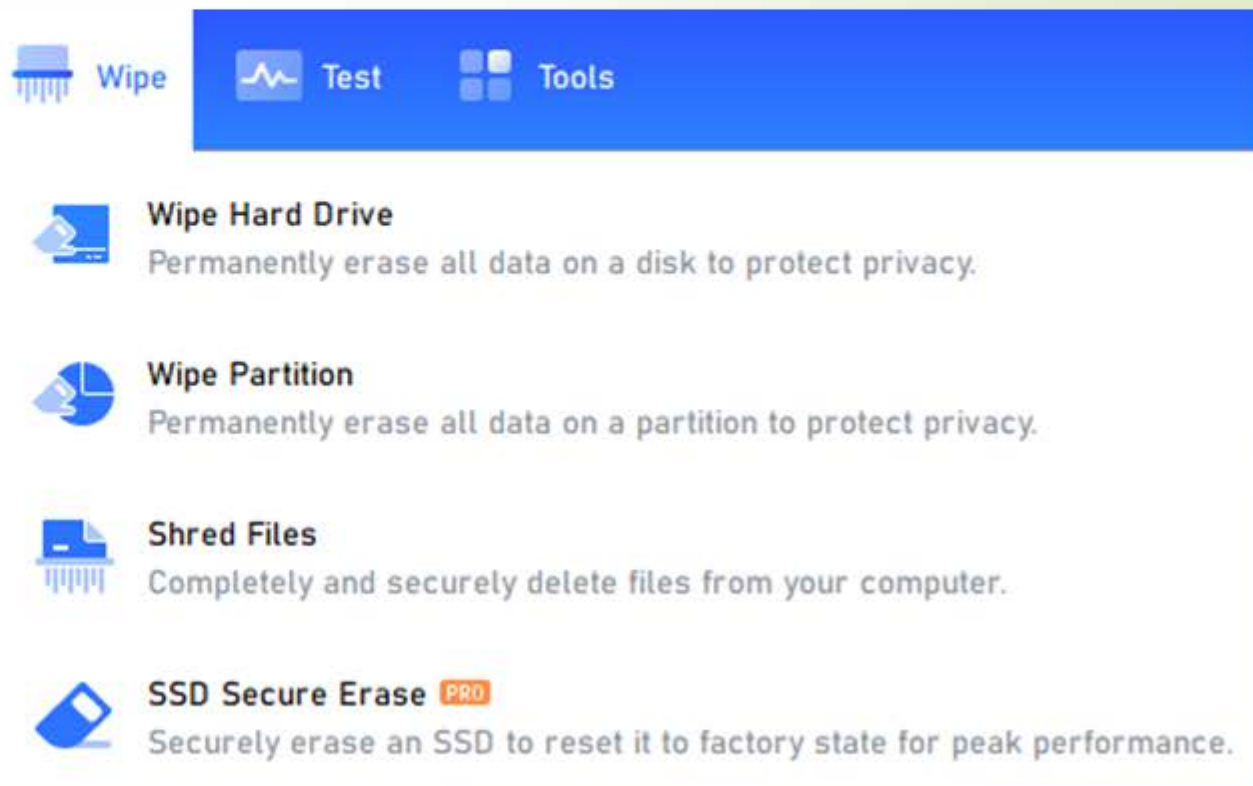 Wipe Test Tools
Wipe Hard Drive
Permanently erase all data on a disk to protect privacy.
Wipe Partition
Permanently erase all data on a partition to protect privacy.
Shred Files
Completely and securely delete files from your computer.
SSD Secure Erase PRO
Securely erase an SSD to reset it to factory state for peak performance.